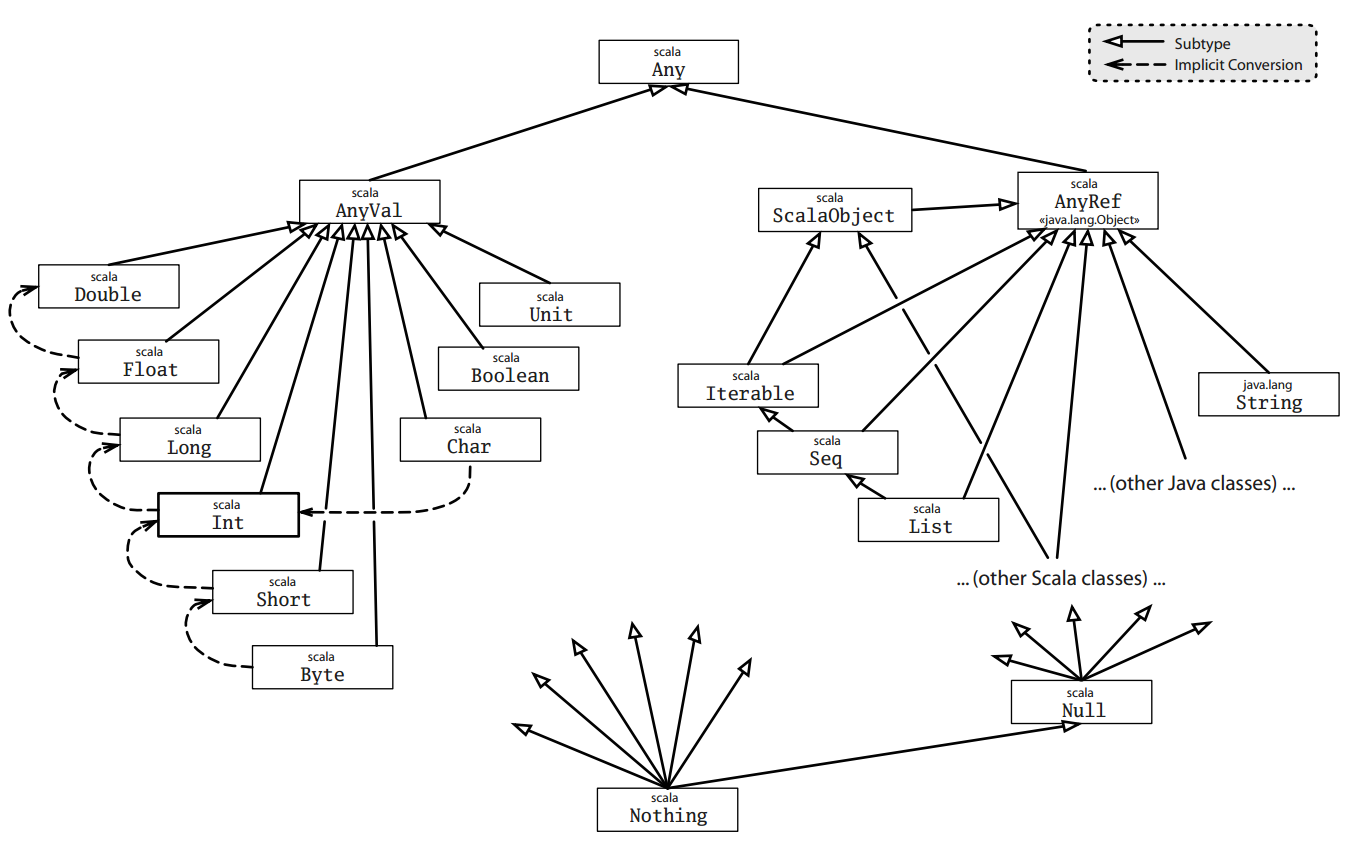 scala
Any
Subtype
Implicit Conversion
scala
AnyVal
scala
ScalaObject
scala
AnyRef
«java.lang.Object»
scala
Double
scala
Unit
scala
Float
scala
Boolean
scala
Iterable
java.lang
String
scala
Long
scala
Char
scala
Seq
... (other Java classes) ...
scala
Int
scala
List
scala
Short
... (other Scala classes) ...
scala
Byte
scala
Null
scala
Nothing